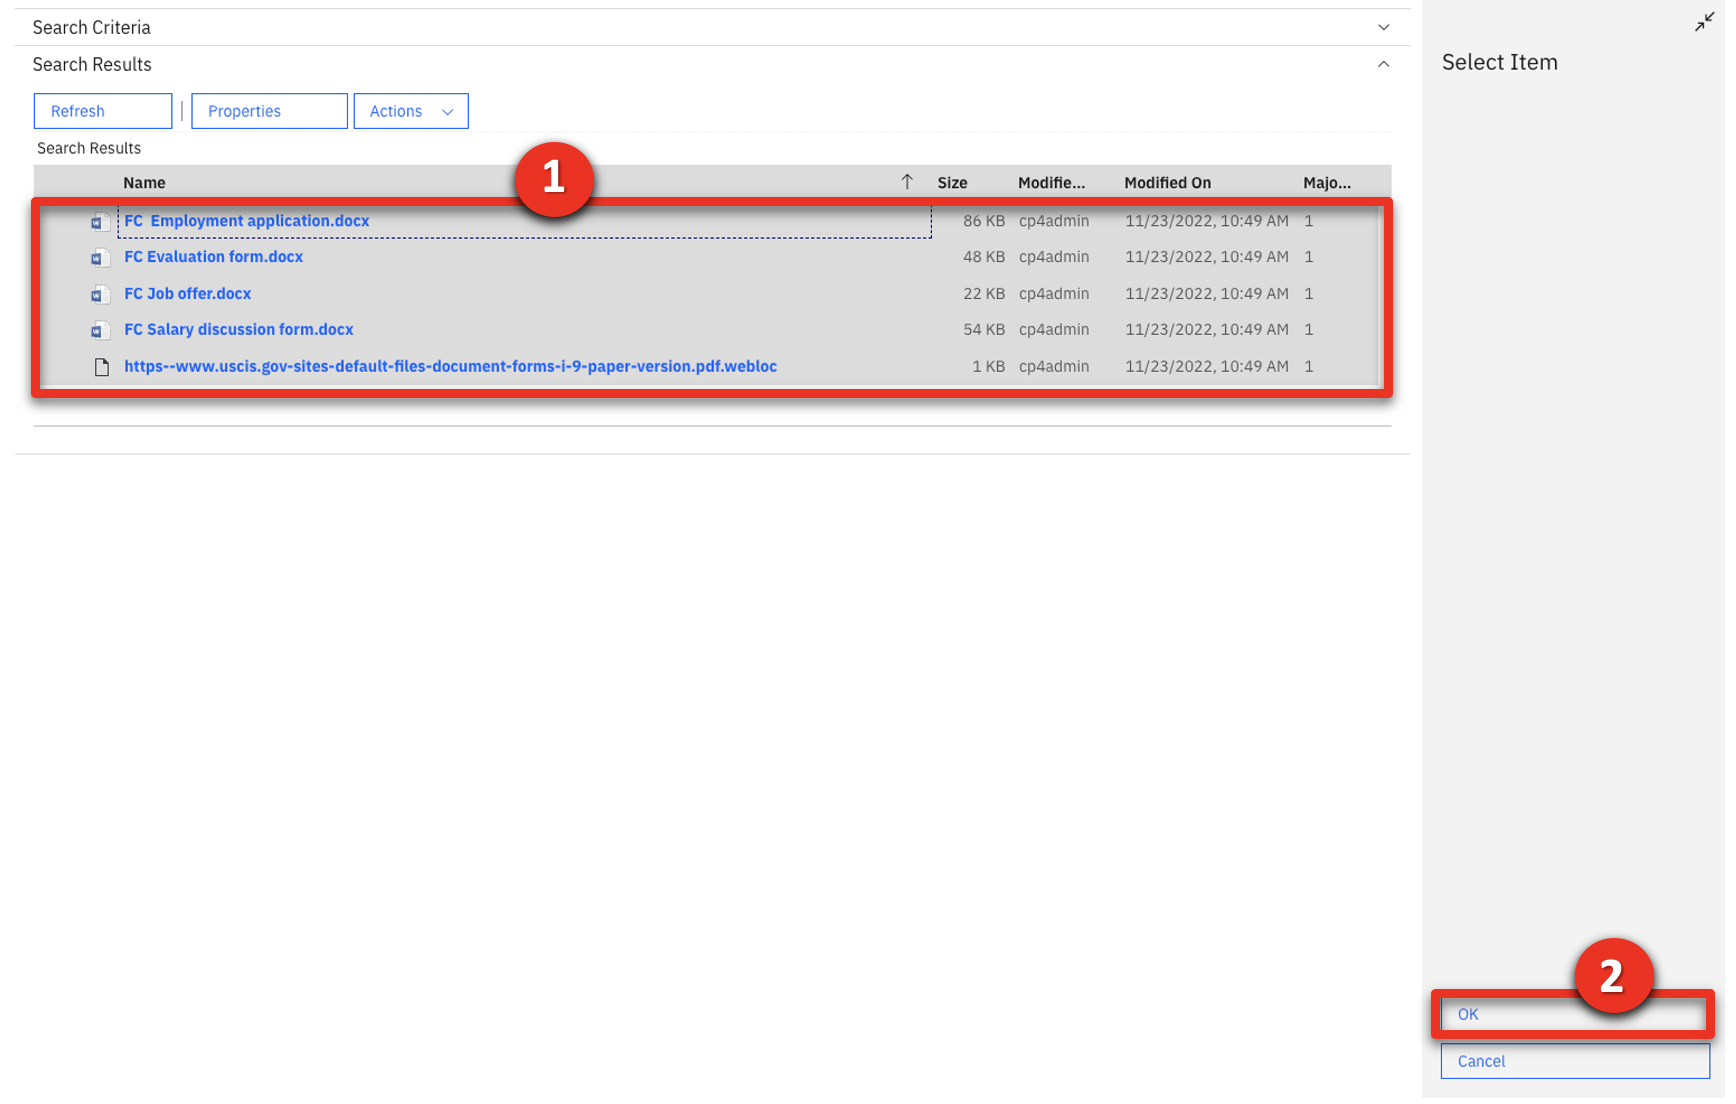 Search Criteria
Search Results
Select Item
Refresh | Properties Actions
Search Results
1
Name Size Modifie... Modified On Majo...
FC  Employment application.docx 86 KB cp4admin 11/23/2022, 10:49 AM 1
FC Evaluation form.docx 48 KB cp4admin 11/23/2022, 10:49 AM 1
FC Job offer.docx 22 KB cp4admin 11/23/2022, 10:49 AM 1
FC Salary discussion form.docx 54 KB cp4admin 11/23/2022, 10:49 AM 1
https--www.uscis.gov-sites-default-files-document-forms-i-9-paper-version.pdf.webloc 1 KB cp4admin 11/23/2022, 10:49 AM 1
2
OK
Cancel